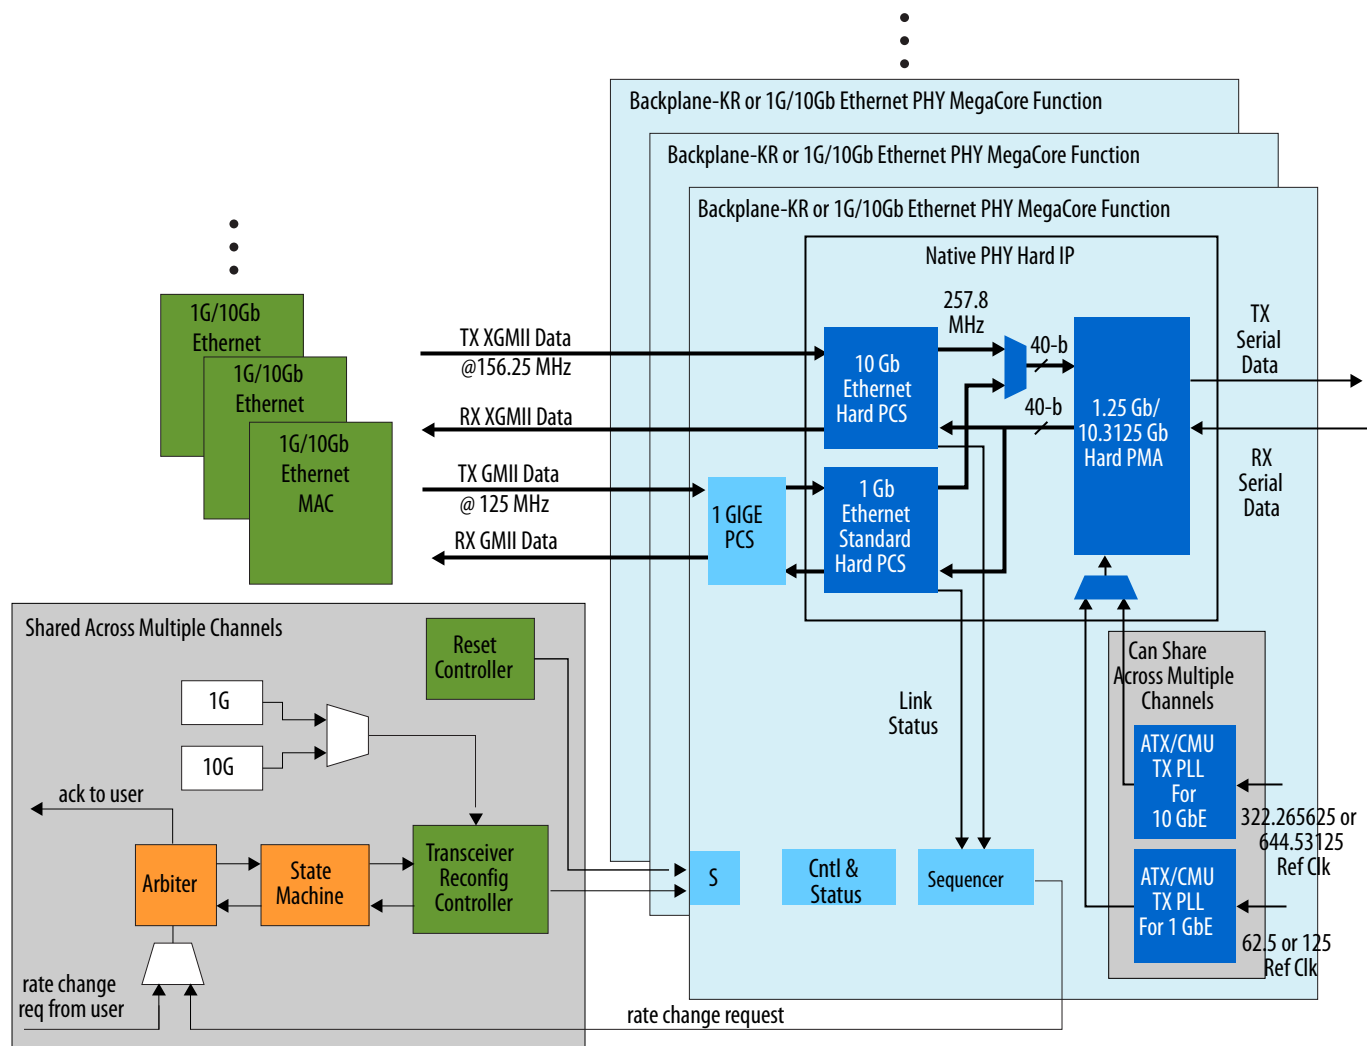 Backplane-KR or 1G/10Gb Ethernet PHY MegaCore Function
Backplane-KR or 1G/10Gb Ethernet PHY MegaCore Function
Backplane-KR or 1G/10Gb Ethernet PHY MegaCore Function
Native PHY Hard IP
257.8
MHz
1G/10Gb
Ethernet
1G/10Gb
Ethernet
1G/10Gb
Ethernet
MAC
TX XGMII Data
@156.25 MHz
RX XGMII Data
TX GMII Data
@ 125 MHz
RX GMII Data
10 Gb
Ethernet
Hard PCS
1 GIGE
PCS
1 Gb
Ethernet
Standard
Hard PCS
40-b
40-b
1.25 Gb/
10.3125 Gb
Hard PMA
TX
Serial
Data
RX
Serial
Data
Shared Across Multiple Channels
Reset
Controller
1G
10G
ack to user
Arbiter
State
Machine
Transceiver
Reconfig
Controller
rate change
req from user
rate change request
Link
Status
S
Cntl &
Status
Sequencer
Can Share
Across Multiple
Channels
ATX/CMU
TX PLL
For
10 GbE
322.265625 or
644.53125
Ref Clk
ATX/CMU
TX PLL
For 1 GbE
62.5 or 125
Ref Clk